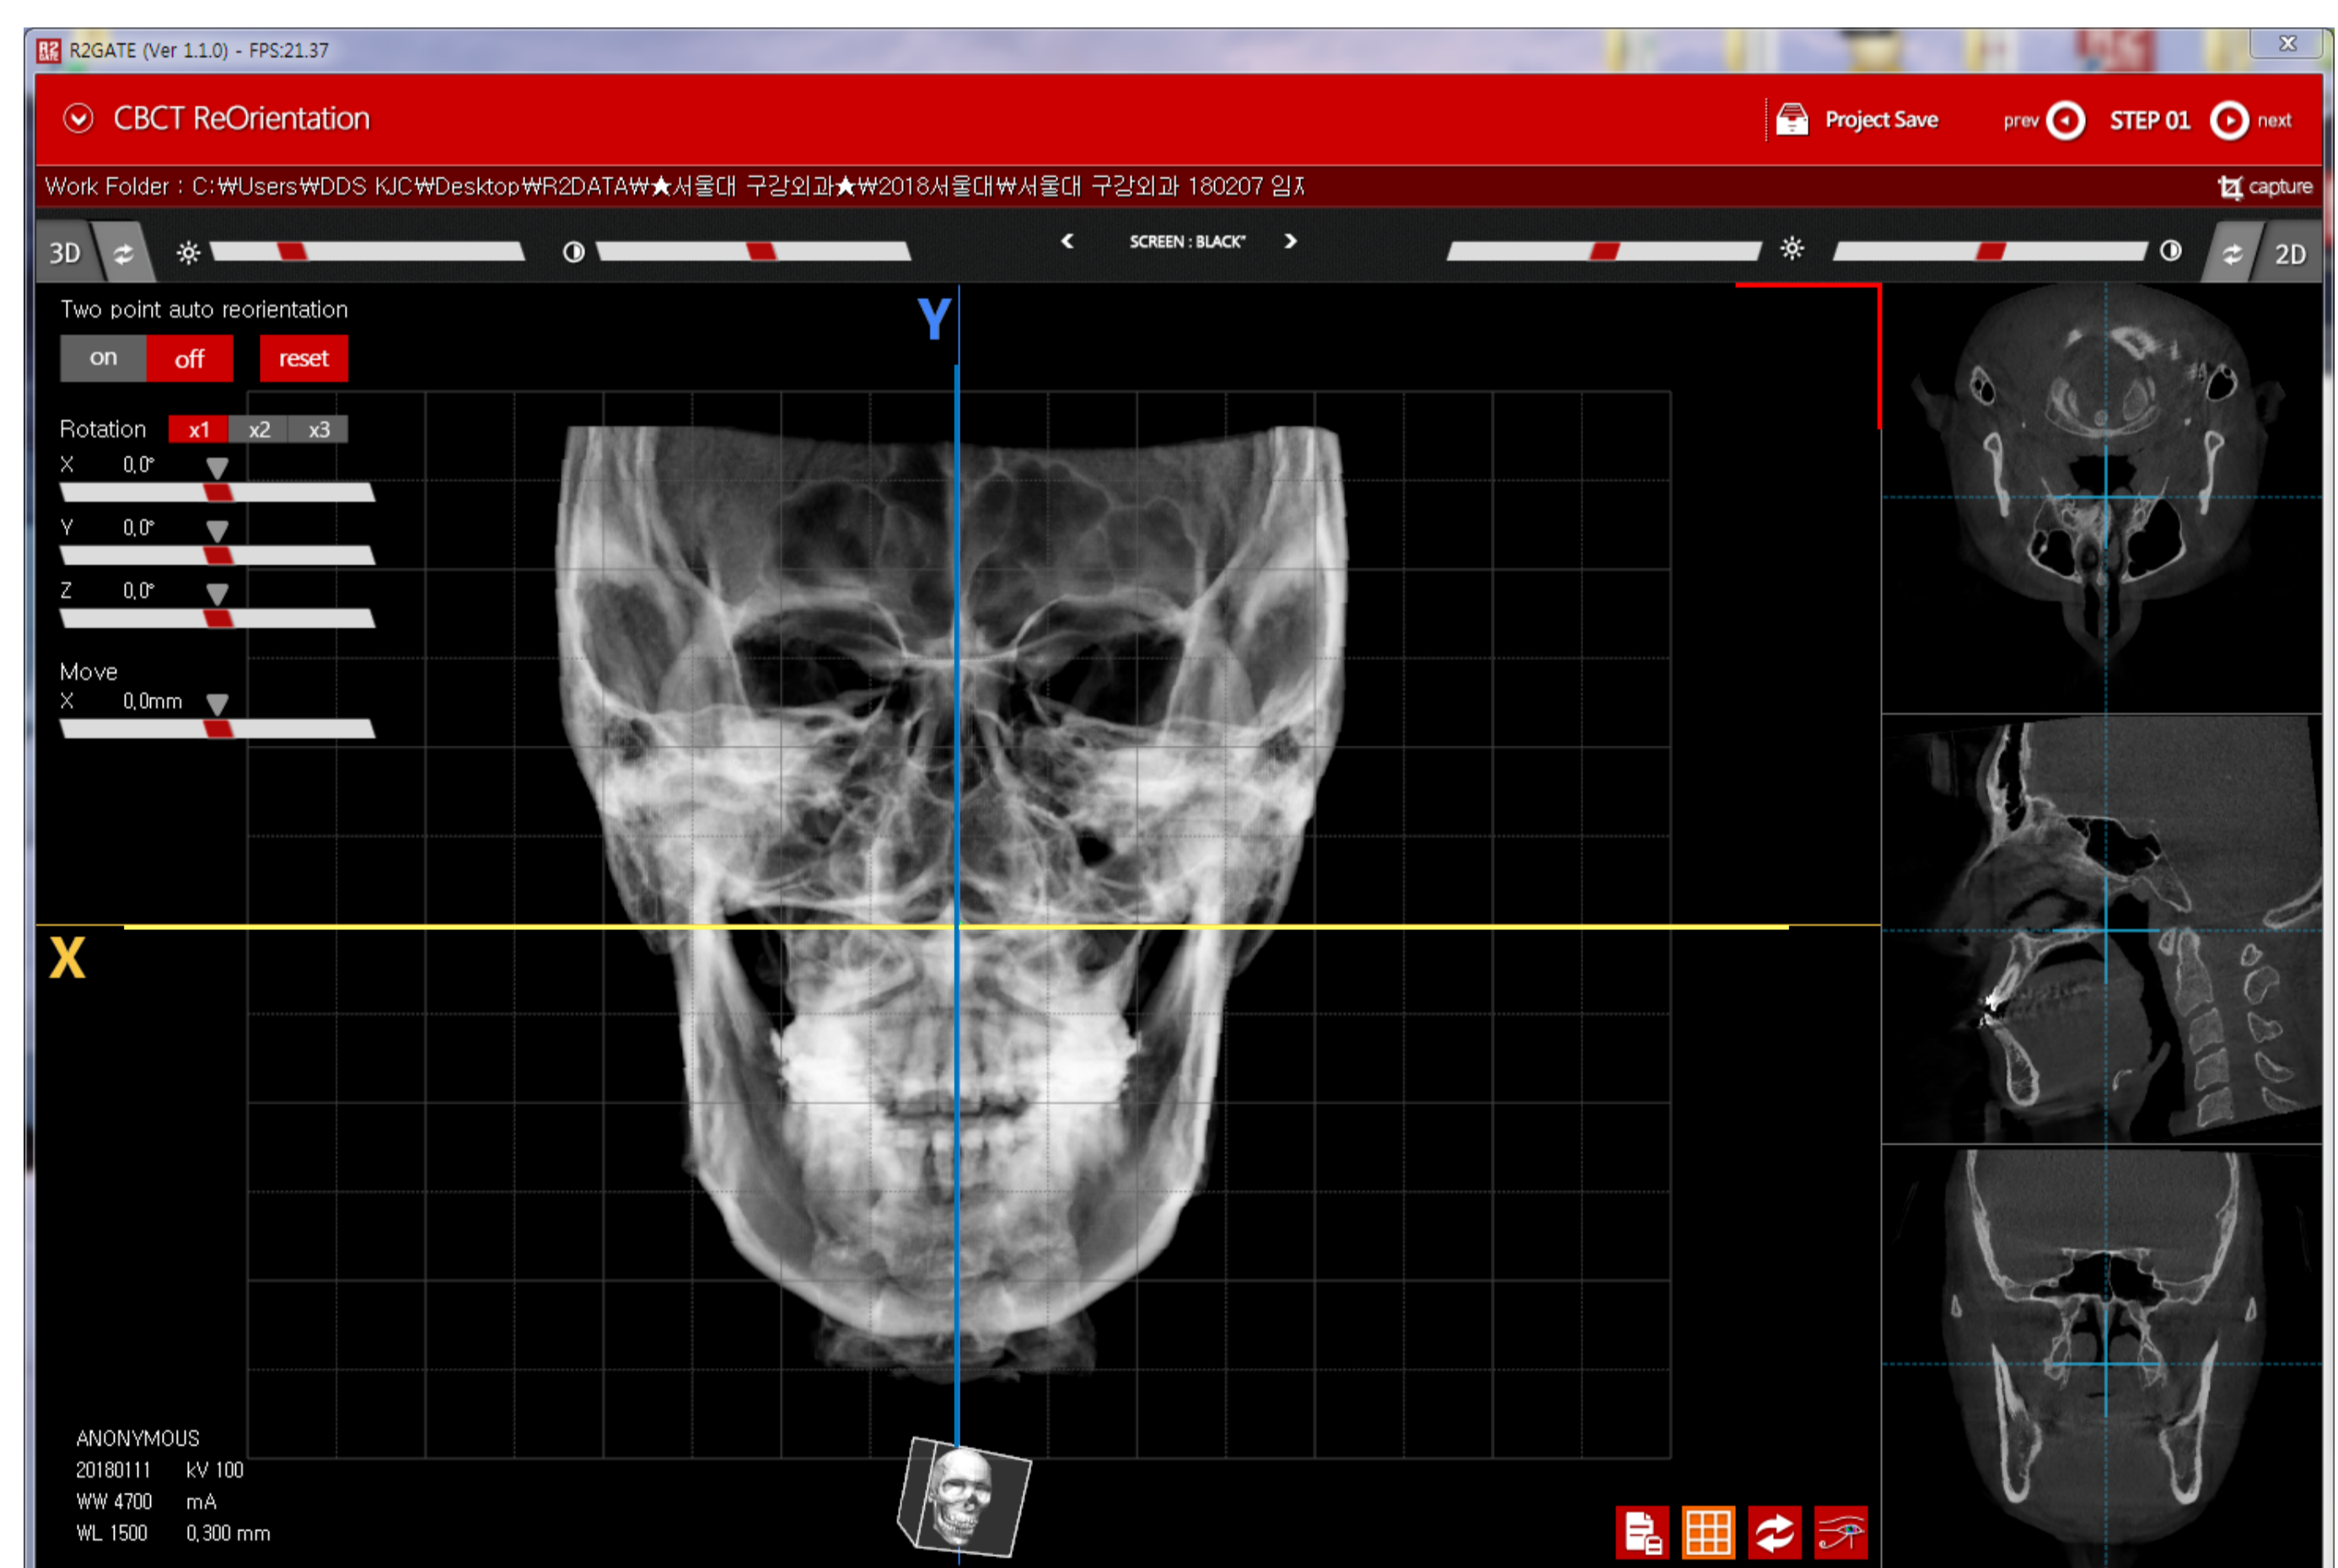 R2GATE (Ver 1.1.0) - FPS:21.37
CBCT ReOrientation
Project Save
prev
STEP 01
next
Work Folder : C:₩Users₩DDS KJC₩Desktop₩R2DATA₩★서울대 구강외과★₩2018서울대₩서울대 구강외과 180207 임지
capture
3D
SCREEN : BLACK"
2D
Two point auto reorientation
on off reset
Rotation x1 x2 x3
X 0,0°
Y 0,0°
Z 0,0°
Move
X 0,0mm
Y
X
ANONYMOUS
20180111 kV 100
WW 4700 mA
WL 1500 0,300 mm